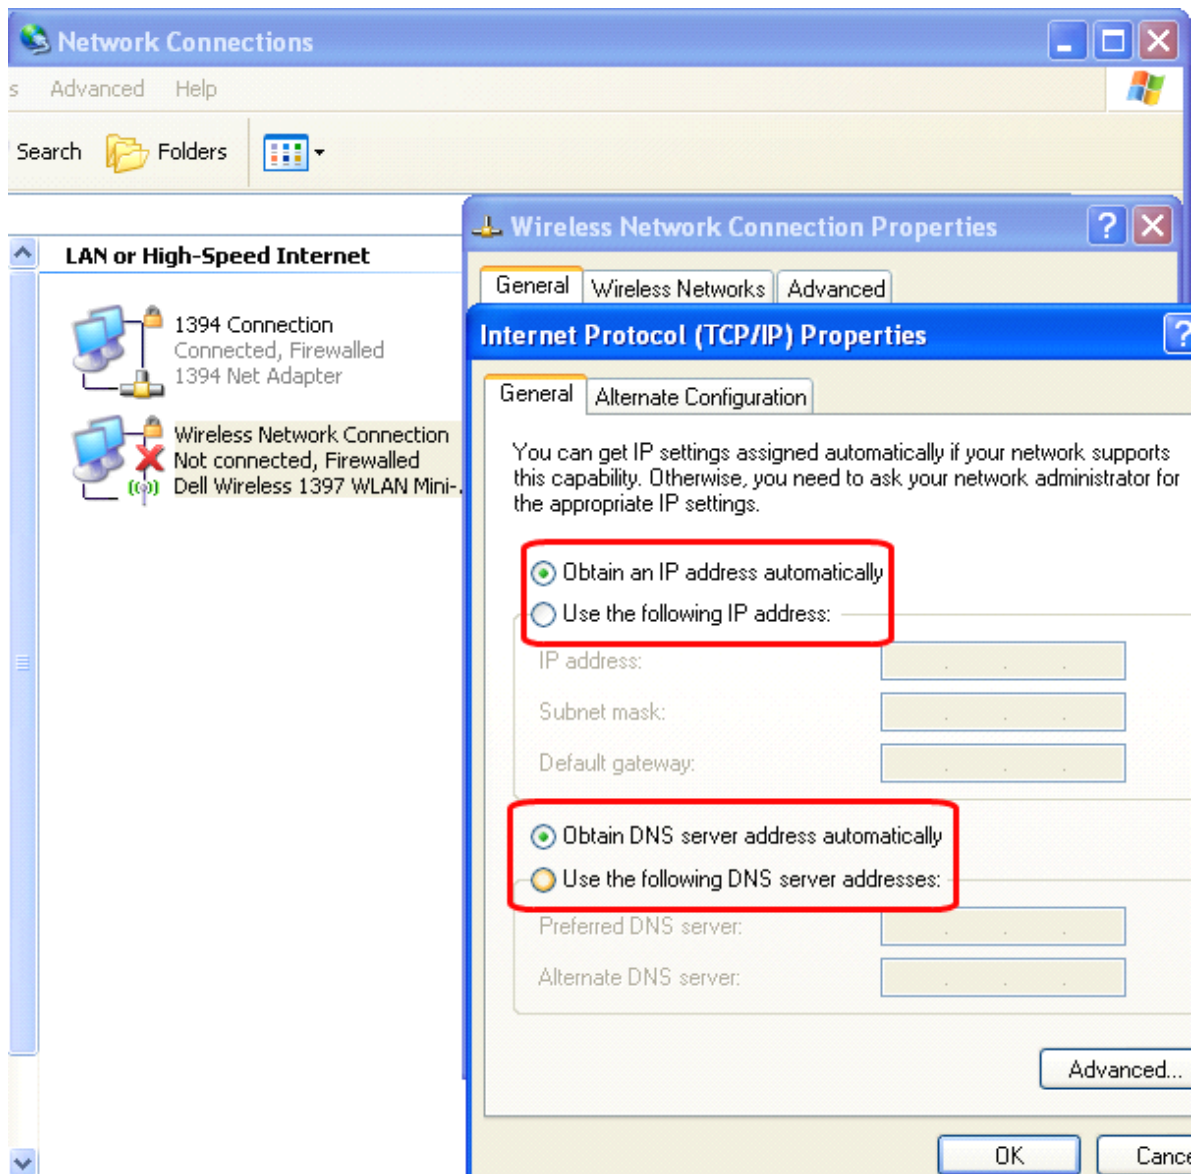 Network Connections
s Advanced Help
Search Folders
LAN or High-Speed Internet
1394 Connection
Connected, Firewalled
1394 Net Adapter
Wireless Network Connection
Not connected, Firewalled
Dell Wireless 1397 WLAN Mini-.
Wireless Network Connection Properties
?
General Wireless Networks Advanced
Internet Protocol (TCP/IP) Properties
?
General Alternate Configuration
You can get IP settings assigned automatically if your network supports
this capability. Otherwise, you need to ask your network administrator for
the appropriate IP settings.
Obtain an IP address automatically
Use the following IP address:
IP address:
Subnet mask:
Default gateway:
Obtain DNS server address automatically
Use the following DNS server addresses:
Preferred DNS server:
Alternate DNS server:
Advanced...
OK Cance